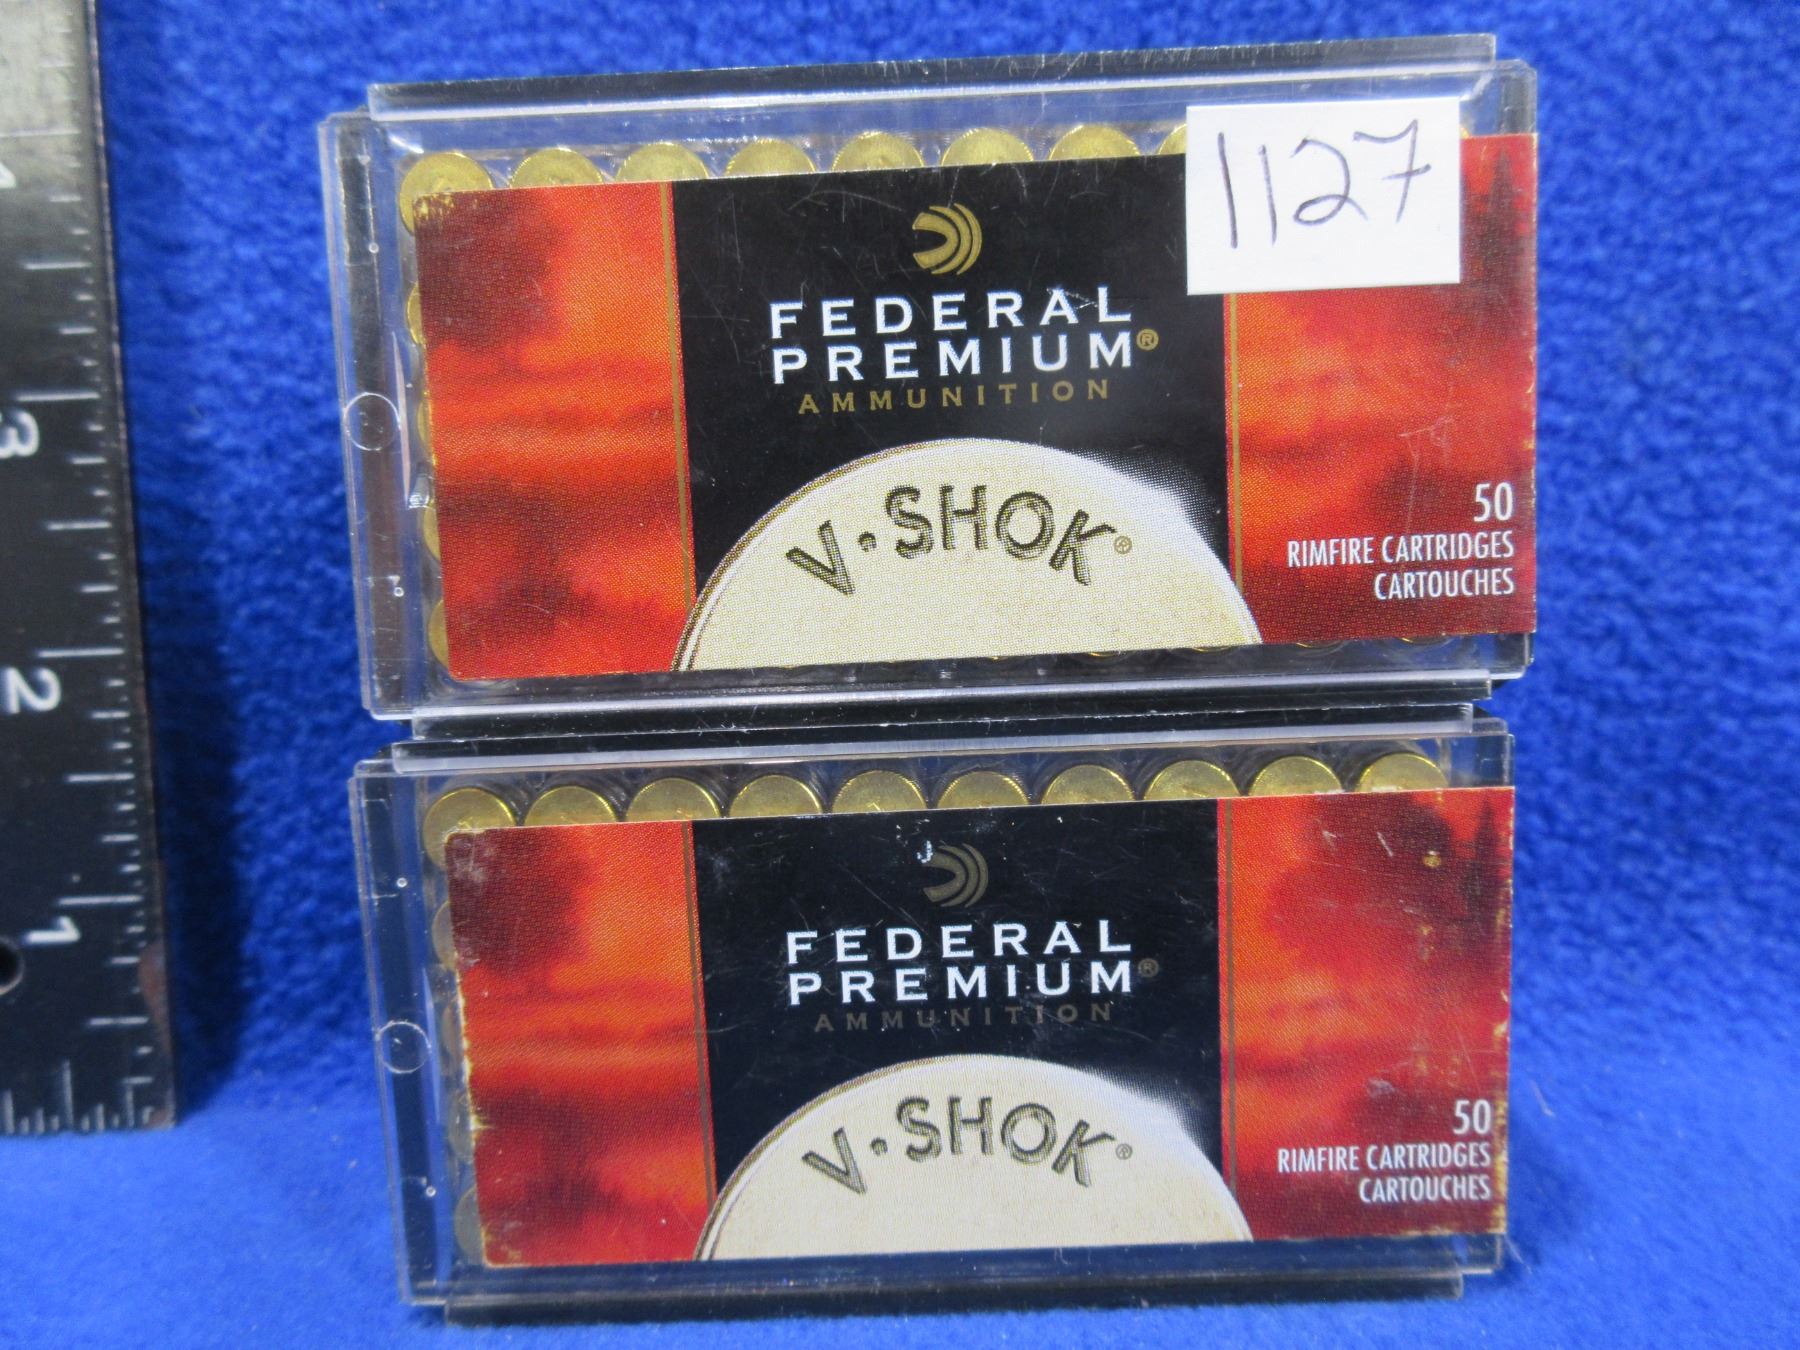 1127
FEDERAL
PREMIUM®
AMMUNITION
V·SHOK®
50
RIMFIRE CARTRIDGES
CARTOUCHES
FEDERAL
PREMIUM®
AMMUNITION
V·SHOK®
50
RIMFIRE CARTRIDGES
CARTOUCHES
3
2
1